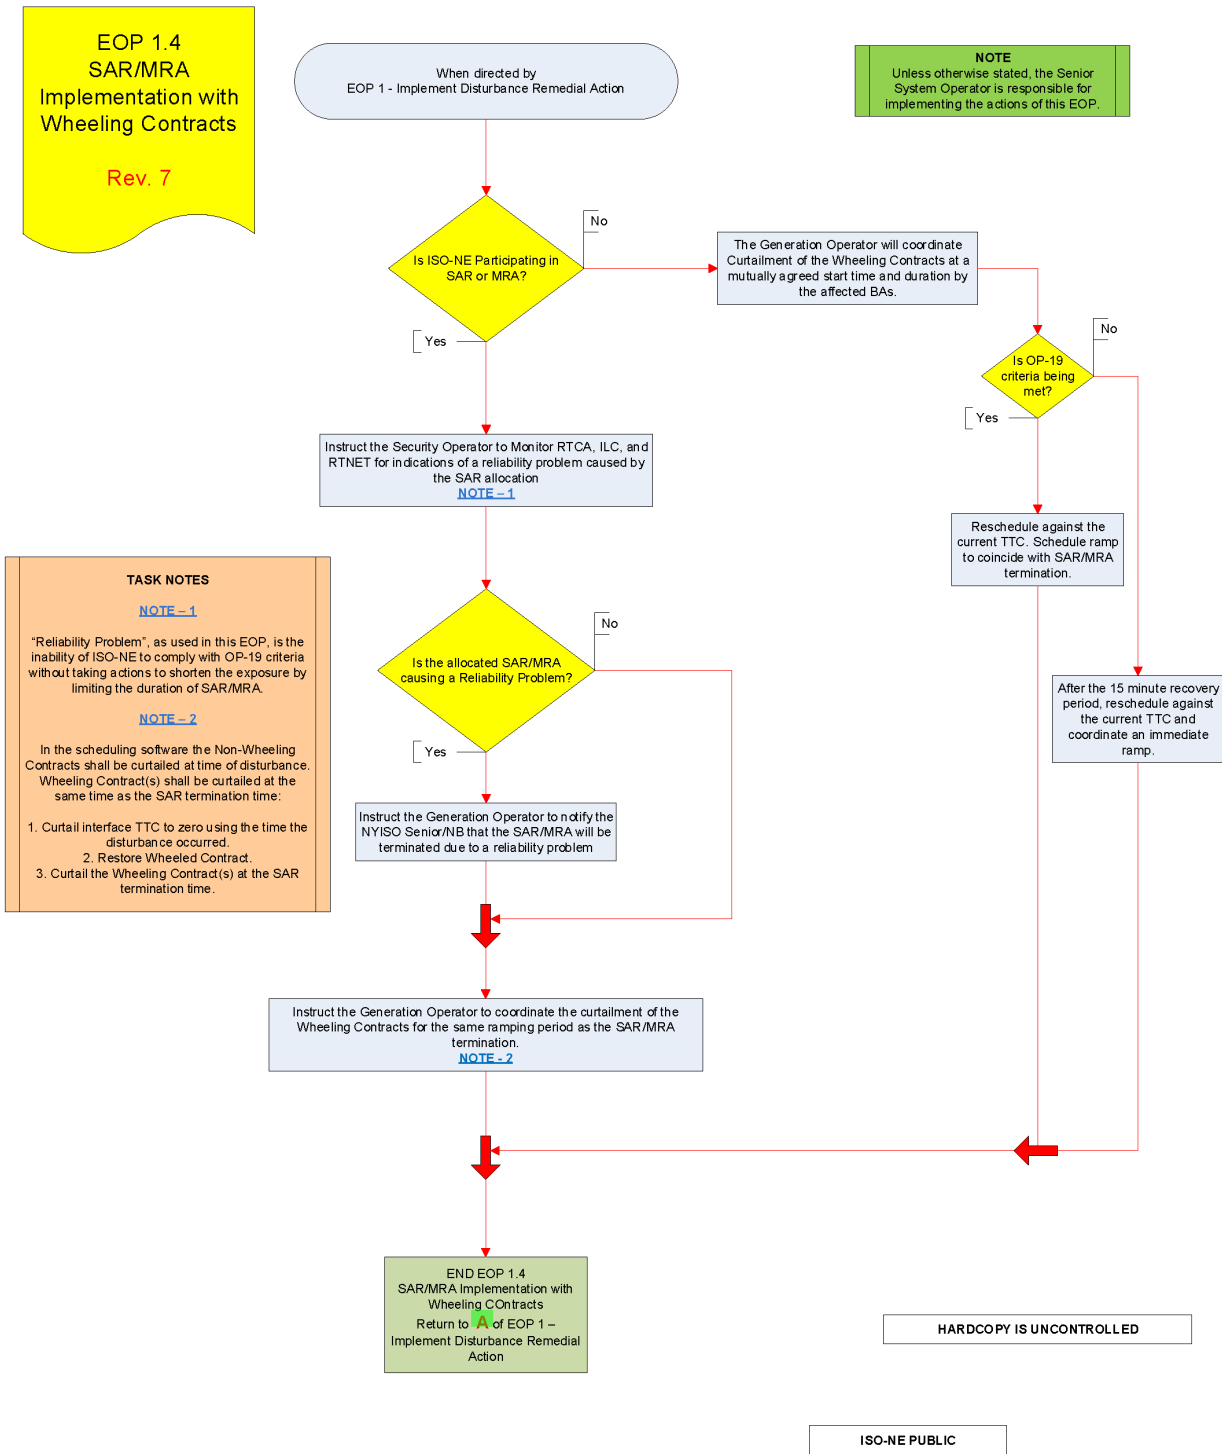 EOP 1.4
SAR/MRA
Implementation with
Wheeling Contracts
Rev. 7
When directed by
EOP 1 - Implement Disturbance Remedial Action
NOTE
Unless otherwise stated, the Senior
System Operator is responsible for
implementing the actions of this EOP.
Is ISO-NE Participating in
SAR or MRA?
No
Yes
The Generation Operator will coordinate
Curtailment of the Wheeling Contracts at a
mutually agreed start time and duration by
the affected BAs.
Is OP-19
criteria being
met?
No
Yes
Instruct the Security Operator to Monitor RTCA, ILC, and
RTNET for indications of a reliability problem caused by
the SAR allocation
NOTE – 1
Reschedule against the
current TTC. Schedule ramp
to coincide with SAR/MRA
termination.
TASK NOTES
NOTE – 1
“Reliability Problem”, as used in this EOP, is the
inability of ISO-NE to comply with OP-19 criteria
without taking actions to shorten the exposure by
limiting the duration of SAR/MRA.
NOTE – 2
In the scheduling software the Non-Wheeling
Contracts shall be curtailed at time of disturbance.
Wheeling Contract(s) shall be curtailed at the
same time as the SAR termination time:
1. Curtail interface TTC to zero using the time the
disturbance occurred.
2. Restore Wheeled Contract.
3. Curtail the Wheeling Contract(s) at the SAR
termination time.
Is the allocated SAR/MRA
causing a Reliability Problem?
No
Yes
After the 15 minute recovery
period, reschedule against
the current TTC and
coordinate an immediate
ramp.
Instruct the Generation Operator to notify the
NYISO Senior/NB that the SAR/MRA will be
terminated due to a reliability problem
Instruct the Generation Operator to coordinate the curtailment of the
Wheeling Contracts for the same ramping period as the SAR/MRA
termination.
NOTE - 2
END EOP 1.4
SAR/MRA Implementation with
Wheeling COntracts
Return to A of EOP 1 –
Implement Disturbance Remedial
Action
HARDCOPY IS UNCONTROLLED
ISO-NE PUBLIC